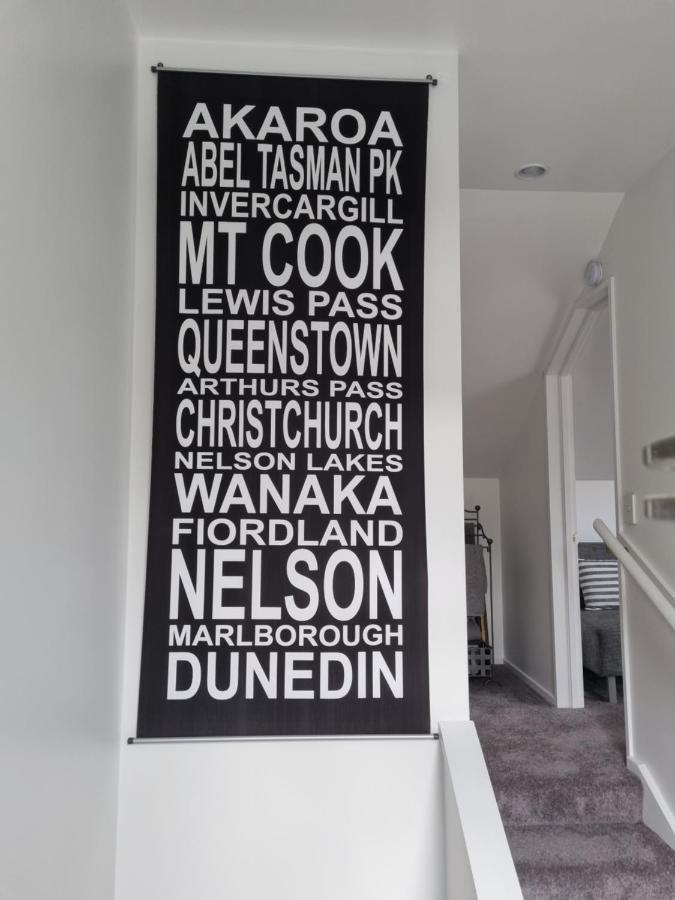 AKAROA
ABEL TASMAN PK
INVERCARGILL
MT COOK
LEWIS PASS
QUEENSTOWN
ARTHURS PASS
CHRISTCHURCH
NELSON LAKES
WANAKA
FIORDLAND
NELSON
MARLBOROUGH
DUNEDIN